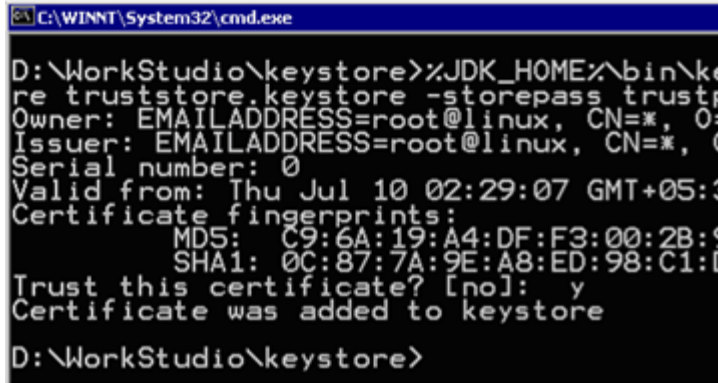 C:\WINNT\System32\cmd.exe
D:\WorkStudio\keystore>%JDK_HOME%\bin\ke
re truststore.keystore -storepass trustr
Owner: EMAILADDRESS=root@linux, CN=*, O
Issuer: EMAILADDRESS=root@linux, CN=*,
Serial number: 0
Valid from: Thu Jul 10 02:29:07 GMT+05:
Certificate fingerprints:
MD5: C9:6A:19:A4:DF:F3:00:2B:
SHA1: 0C:87:7A:9E:A8:ED:98:C1:
Trust this certificate? [no]: y
Certificate was added to keystore
D:\WorkStudio\keystore>